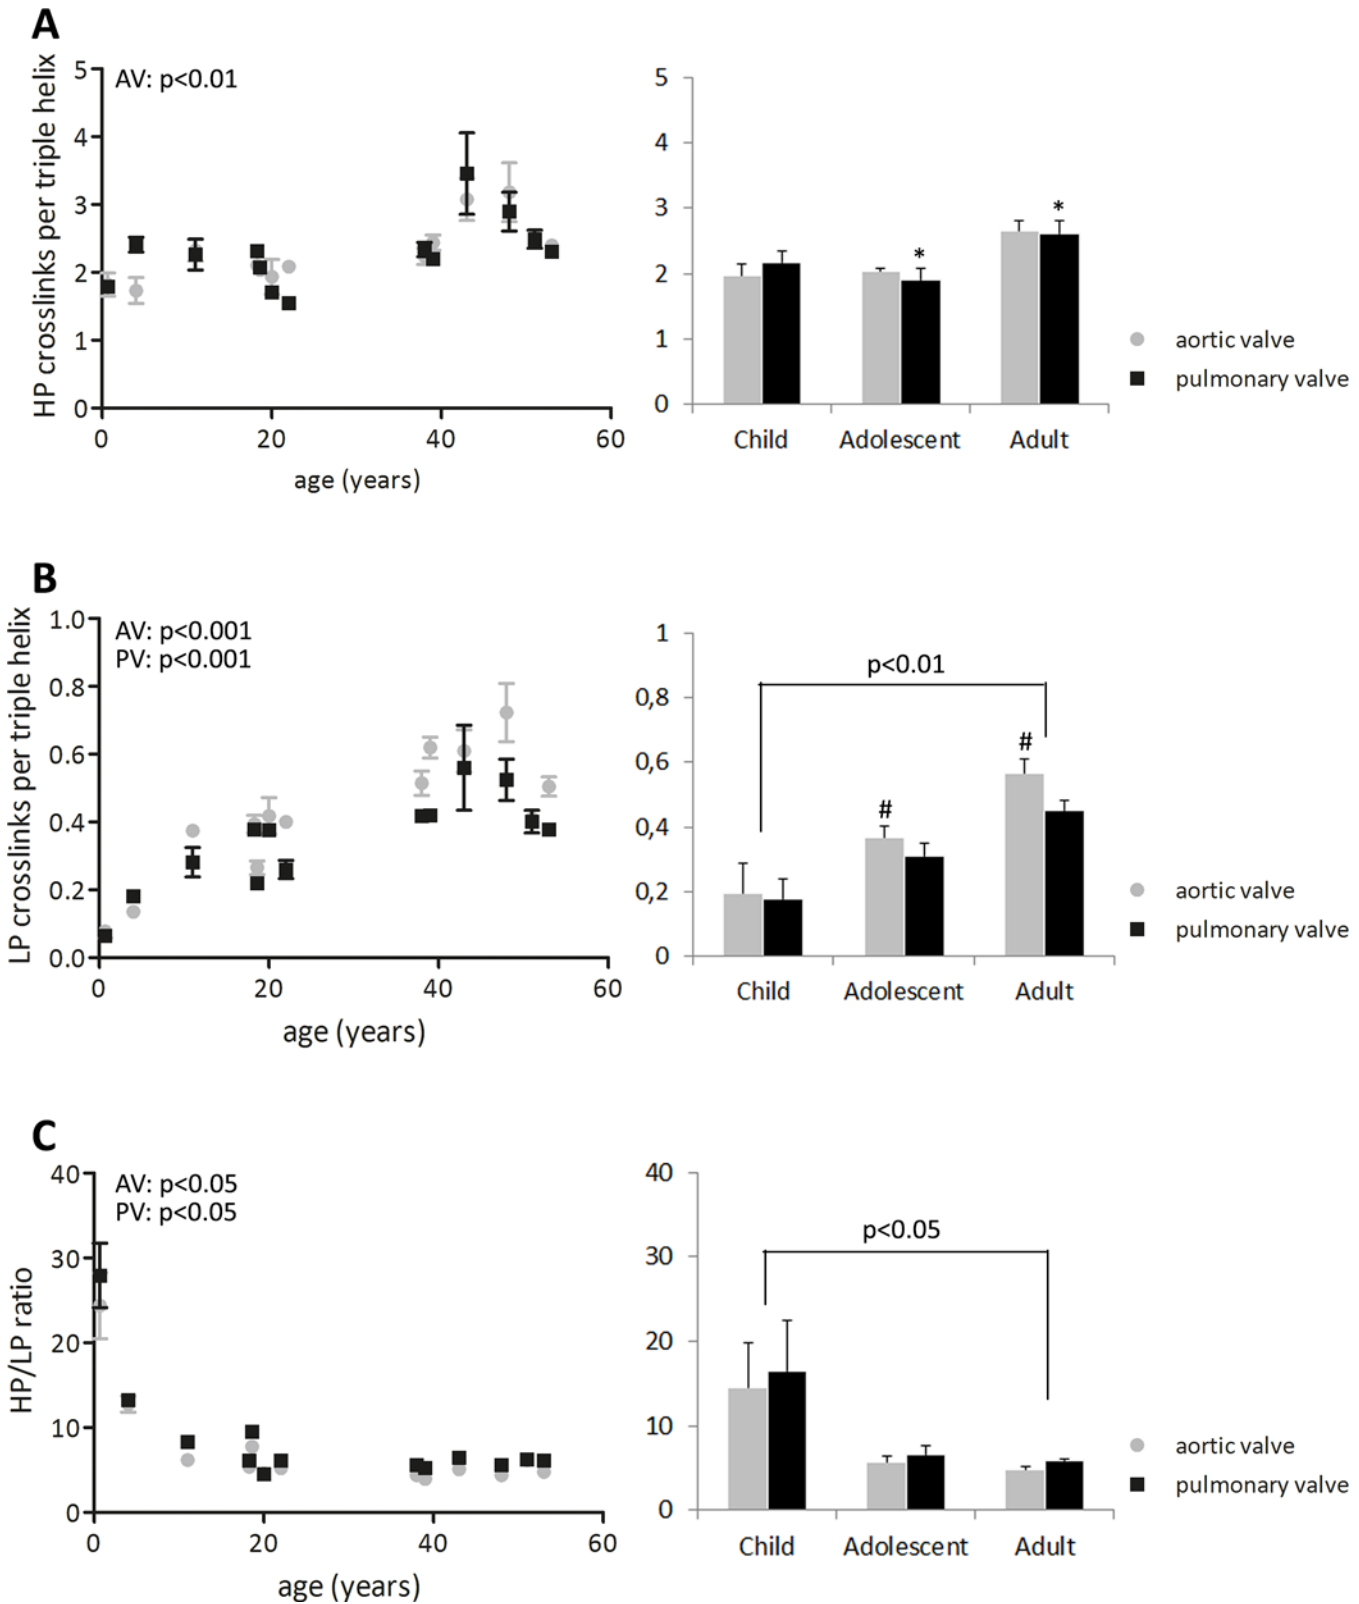 A
HP crosslinks per triple helix
AV: p<0.01
5
4
3
2
1
0
0 20 40 60
age (years)
5
4
3
2
1
0
*
*
Child Adolescent Adult
aortic valve
pulmonary valve
B
LP crosslinks per triple helix
AV: p<0.001
PV: p<0.001
1.0
0.8
0.6
0.4
0.2
0.0
0 20 40 60
age (years)
1
0,8
0,6
0,4
0,2
0
p<0.01
#
#
Child Adolescent Adult
aortic valve
pulmonary valve
C
HP/LP ratio
AV: p<0.05
PV: p<0.05
40
30
20
10
0
0 20 40 60
age (years)
40
30
20
10
0
p<0.05
Child Adolescent Adult
aortic valve
pulmonary valve